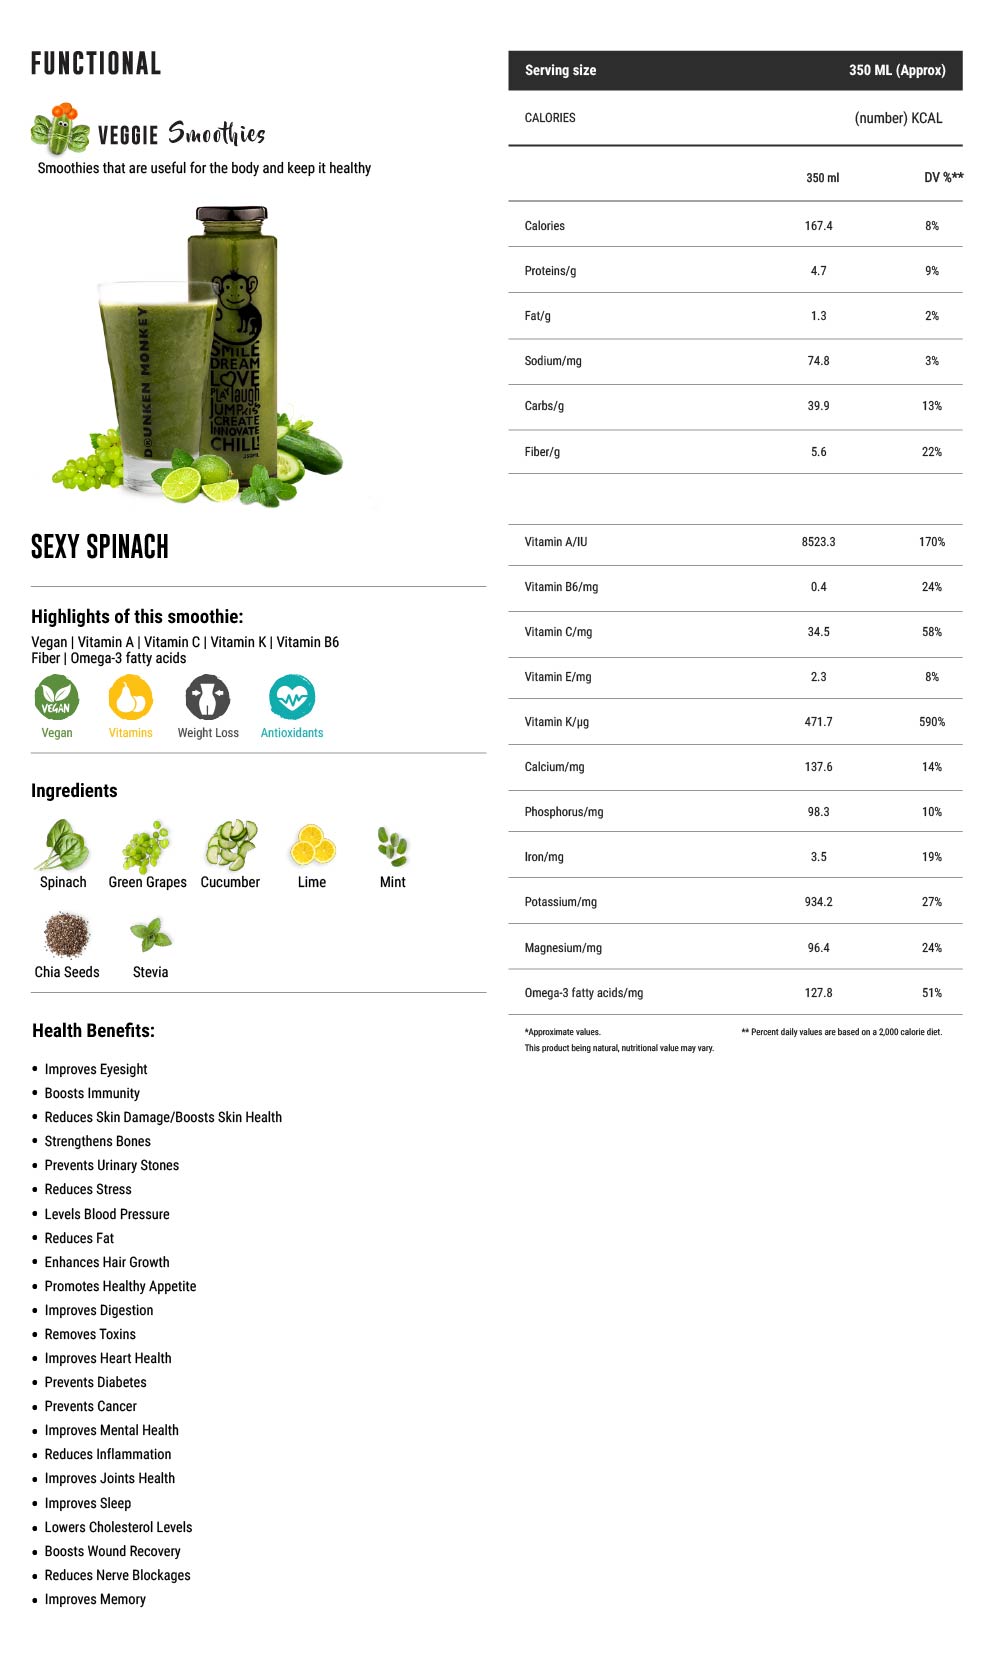 FUNCTIONAL
VEGGIE Smoothies
Smoothies that are useful for the body and keep it healthy
DRUNKEN MONKEY
SMILE
DREAM
LOVE
PLAY laugh
JUMP KISS
CREATE
INNOVATE
CHILL!
350ML
SEXY SPINACH
Highlights of this smoothie:
Vegan | Vitamin A | Vitamin C | Vitamin K | Vitamin B6
Fiber | Omega-3 fatty acids
VEGAN
Vegan Vitamins Weight Loss Antioxidants
Ingredients
Spinach Green Grapes Cucumber Lime Mint
Chia Seeds Stevia
Health Benefits:
• Improves Eyesight
• Boosts Immunity
• Reduces Skin Damage/Boosts Skin Health
• Strengthens Bones
• Prevents Urinary Stones
• Reduces Stress
• Levels Blood Pressure
• Reduces Fat
• Enhances Hair Growth
• Promotes Healthy Appetite
• Improves Digestion
• Removes Toxins
• Improves Heart Health
• Prevents Diabetes
• Prevents Cancer
• Improves Mental Health
• Reduces Inflammation
• Improves Joints Health
• Improves Sleep
• Lowers Cholesterol Levels
• Boosts Wound Recovery
• Reduces Nerve Blockages
• Improves Memory
Serving size 350 ML (Approx)
CALORIES (number) KCAL
350 ml DV %**
Calories 167.4 8%
Proteins/g 4.7 9%
Fat/g 1.3 2%
Sodium/mg 74.8 3%
Carbs/g 39.9 13%
Fiber/g 5.6 22%
Vitamin A/IU 8523.3 170%
Vitamin B6/mg 0.4 24%
Vitamin C/mg 34.5 58%
Vitamin E/mg 2.3 8%
Vitamin K/µg 471.7 590%
Calcium/mg 137.6 14%
Phosphorus/mg 98.3 10%
Iron/mg 3.5 19%
Potassium/mg 934.2 27%
Magnesium/mg 96.4 24%
Omega-3 fatty acids/mg 127.8 51%
*Approximate values. ** Percent daily values are based on a 2,000 calorie diet.
This product being natural, nutritional value may vary.